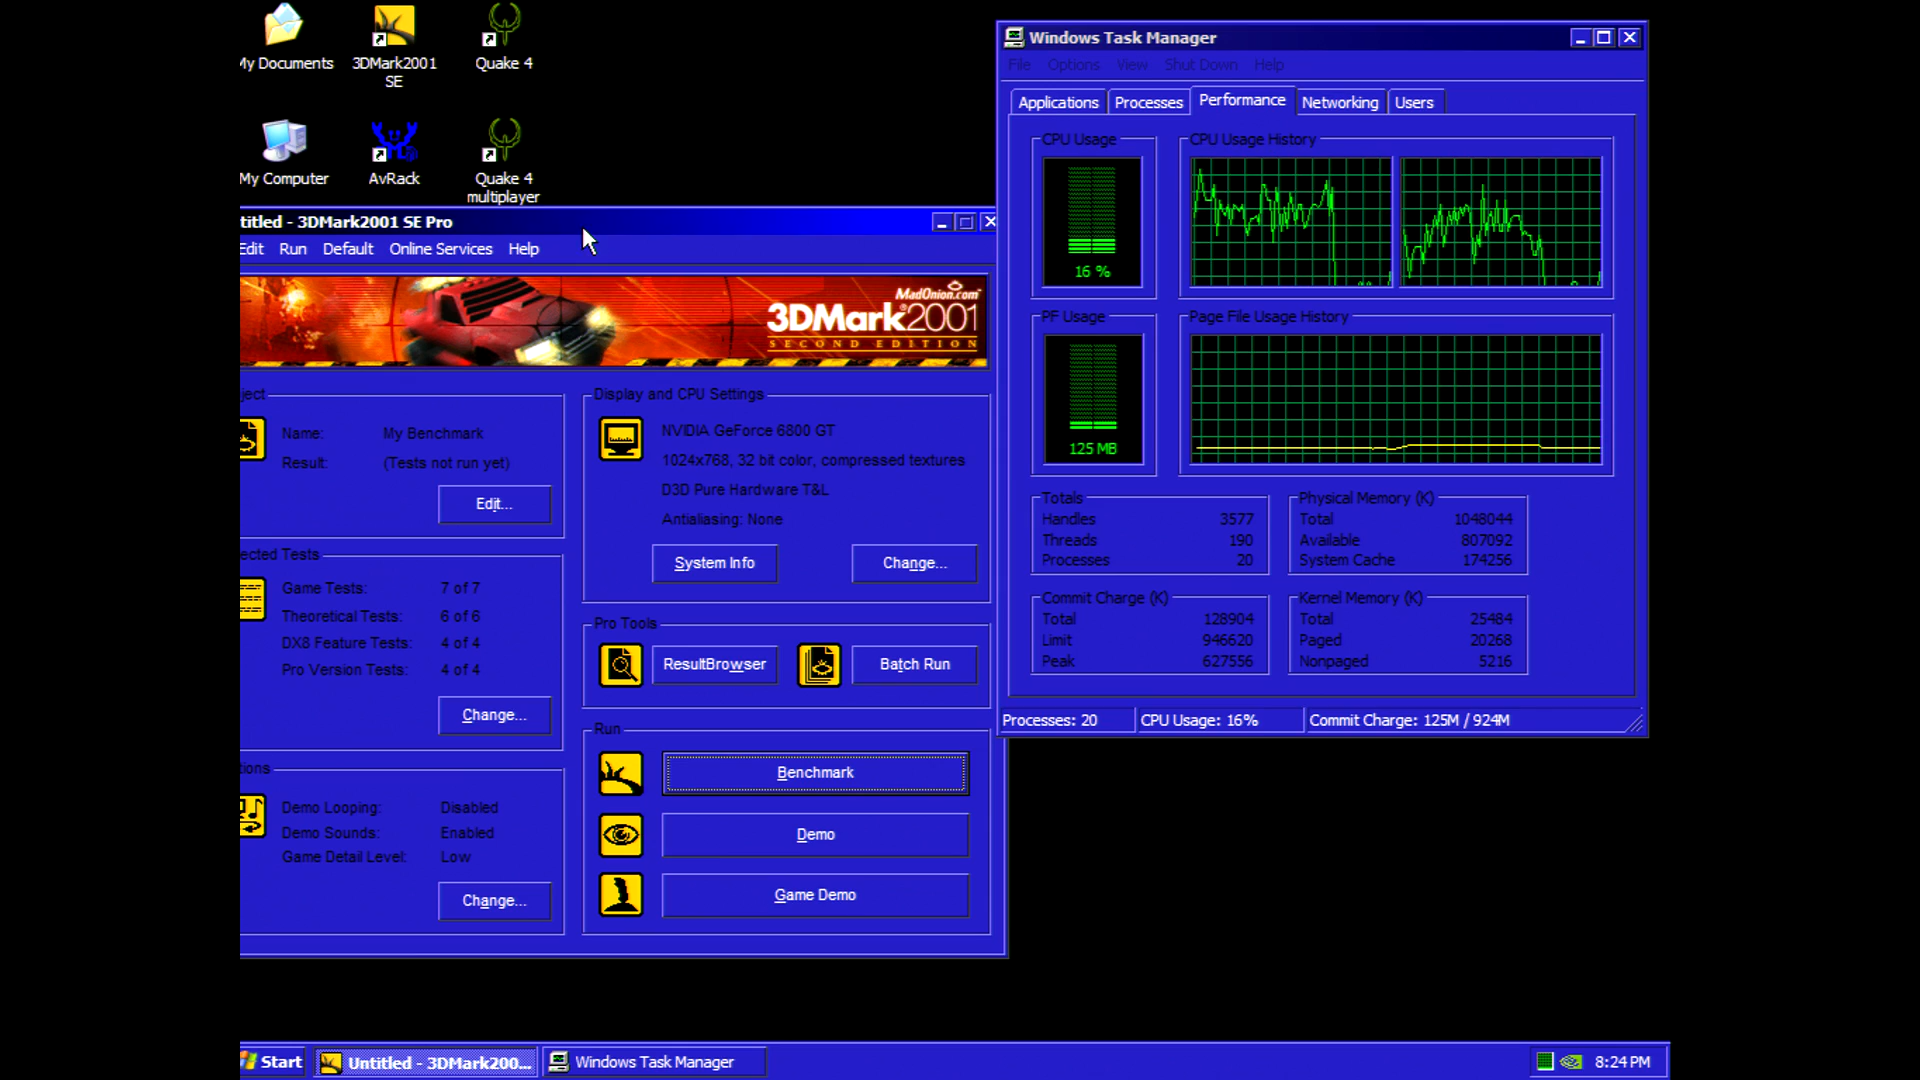 My Documents
3DMark2001
SE
Quake 4
My Computer
AvRack
Quake 4
multiplayer
titled - 3DMark2001 SE Pro
Edit Run Default Online Services Help
MadOnion.com
3DMark2001
SECOND EDITION
ject
Name: My Benchmark
Result: (Tests not run yet)
Edit...
ected Tests
Game Tests: 7 of 7
Theoretical Tests: 6 of 6
DX8 Feature Tests: 4 of 4
Pro Version Tests: 4 of 4
Change...
tions
Demo Looping: Disabled
Demo Sounds: Enabled
Game Detail Level: Low
Change...
Display and CPU Settings
NVIDIA GeForce 6800 GT
1024x768, 32 bit color, compressed textures
D3D Pure Hardware T&L
Antialiasing: None
System Info Change...
Pro Tools
ResultBrowser Batch Run
Run
Benchmark
Demo
Game Demo
Windows Task Manager
File Options View Shut Down Help
Applications Processes Performance Networking Users
CPU Usage CPU Usage History
16 %
PF Usage Page File Usage History
125 MB
Totals
Handles 3577
Threads 190
Processes 20
Physical Memory (K)
Total 1048044
Available 807092
System Cache 174256
Commit Charge (K)
Total 128904
Limit 946620
Peak 627556
Kernel Memory (K)
Total 25484
Paged 20268
Nonpaged 5216
Processes: 20 CPU Usage: 16% Commit Charge: 125M / 924M
Start Untitled - 3DMark200... Windows Task Manager 8:24 PM